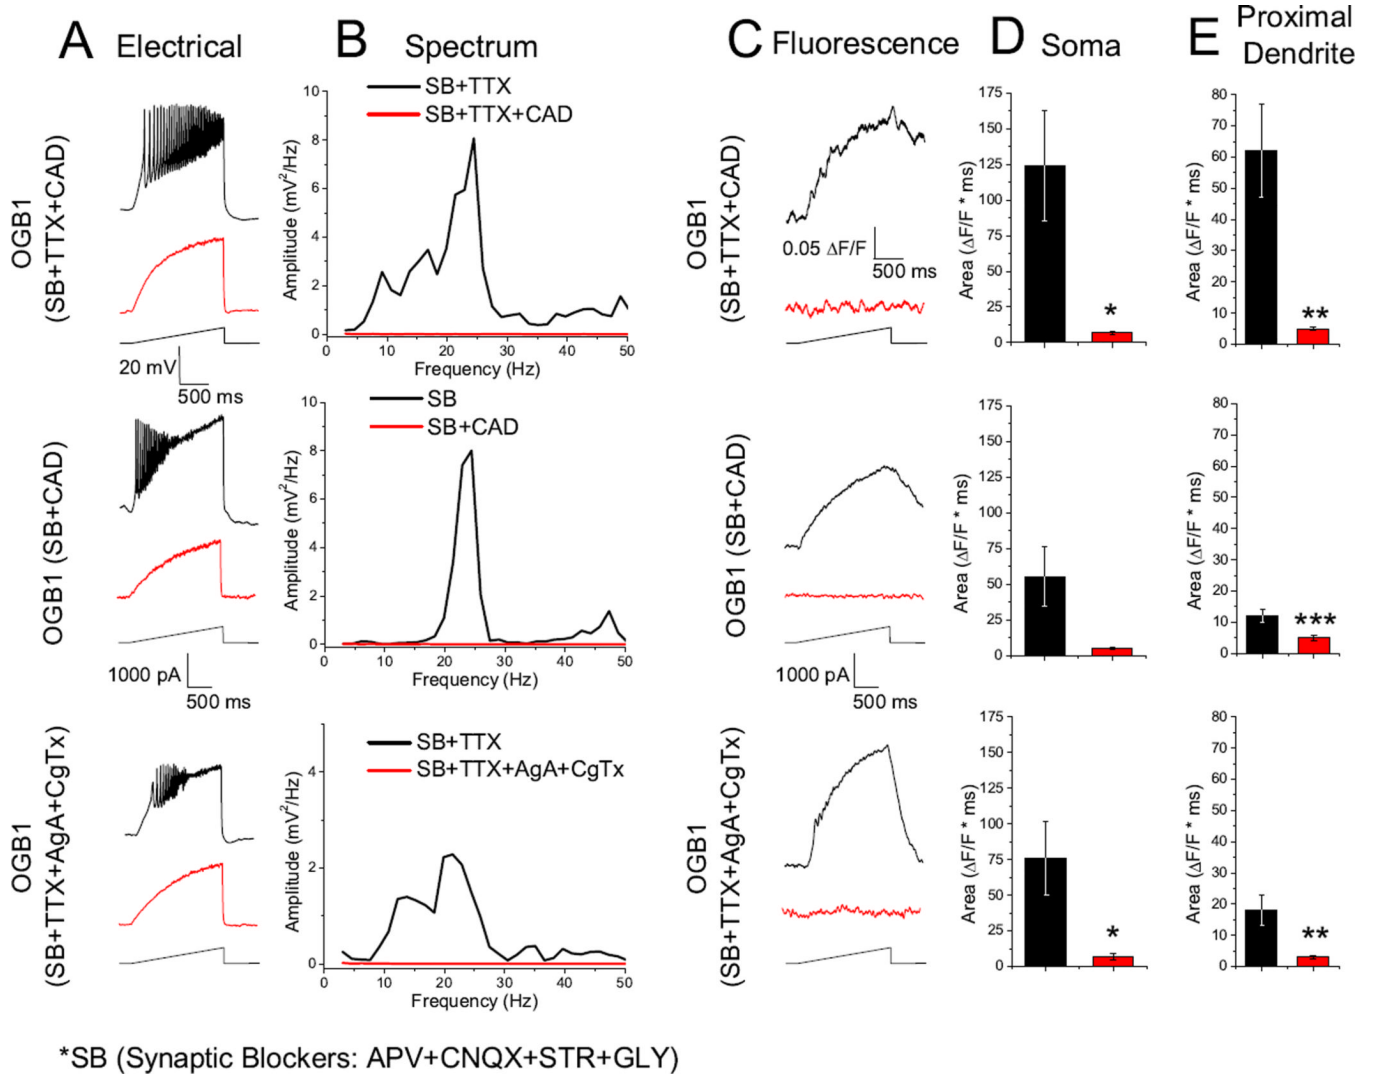 A Electrical
B Spectrum
C Fluorescence
D Soma
E Proximal
Dendrite
OGB1
(SB+TTX+CAD)
20 mV
500 ms
SB+TTX
SB+TTX+CAD
Amplitude (mV²/Hz)
10
8
6
4
2
0
0 10 20 30 40 50
Frequency (Hz)
OGB1
(SB+TTX+CAD)
0.05 ΔF/F
500 ms
Area (ΔF/F * ms)
175
150
125
100
75
50
25
0
*
Area (ΔF/F * ms)
80
70
60
50
40
30
20
10
0
**
OGB1 (SB+CAD)
1000 pA
500 ms
SB
SB+CAD
Amplitude (mV²/Hz)
10
8
6
4
2
0
0 10 20 30 40 50
Frequency (Hz)
OGB1 (SB+CAD)
1000 pA
500 ms
Area (ΔF/F * ms)
175
150
125
100
75
50
25
0
Area (ΔF/F * ms)
80
70
60
50
40
30
20
10
0
***
OGB1
(SB+TTX+AgA+CgTx)
SB+TTX
SB+TTX+AgA+CgTx
Amplitude (mV²/Hz)
4
2
0
0 10 20 30 40 50
Frequency (Hz)
OGB1
(SB+TTX+AgA+CgTx)
Area (ΔF/F * ms)
175
150
125
100
75
50
25
0
*
Area (ΔF/F * ms)
80
70
60
50
40
30
20
10
0
**
*SB (Synaptic Blockers: APV+CNQX+STR+GLY)